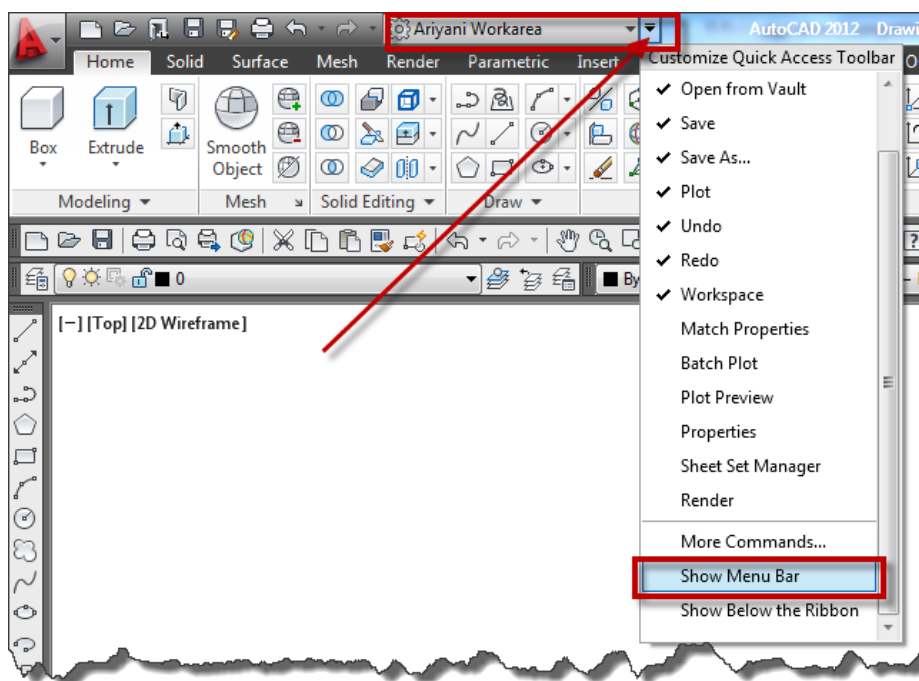 Ariyani Workarea
AutoCAD 2012 Drawi
Home Solid Surface Mesh Render Parametric Insert
Customize Quick Access Toolbar
Open from Vault
Save
Save As...
Plot
Undo
Redo
Workspace
Match Properties
Batch Plot
Plot Preview
Properties
Sheet Set Manager
Render
More Commands...
Show Menu Bar
Show Below the Ribbon
Box
Extrude
Smooth
Object
Modeling
Mesh
Solid Editing
Draw
0
By
[−] [Top] [2D Wireframe]